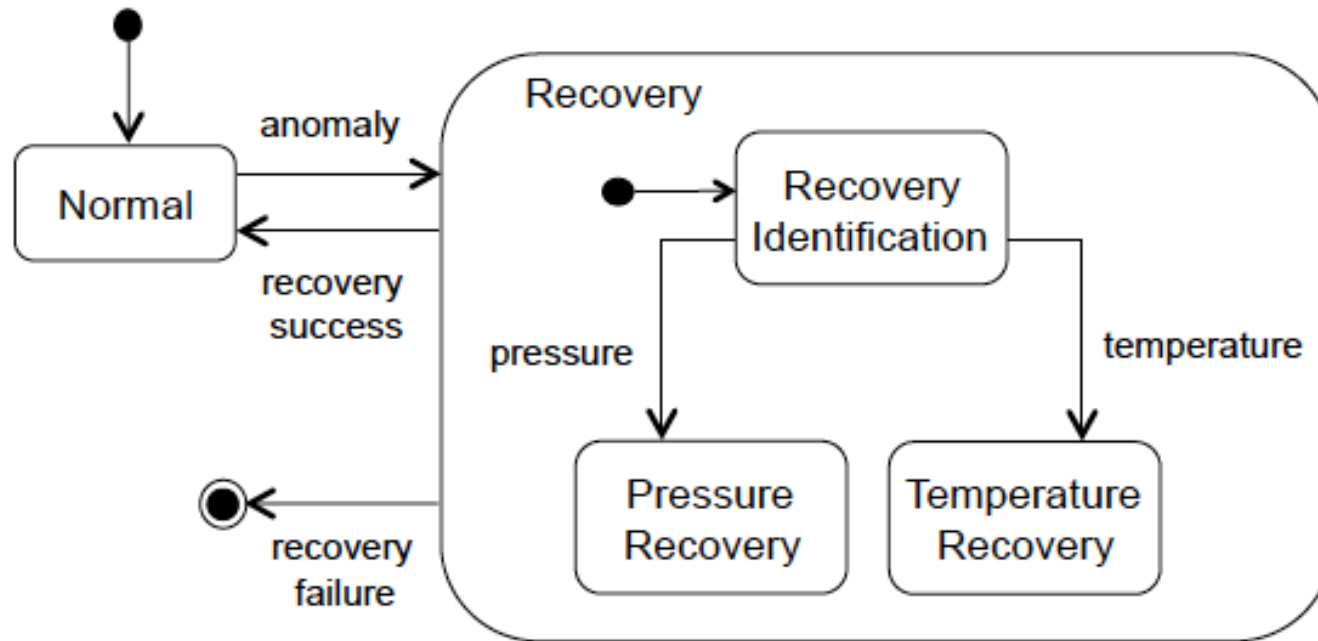 Recovery
anomaly
Normal
Recovery
Identification
recovery
success
pressure
temperature
Pressure
Recovery
Temperature
Recovery
recovery
failure